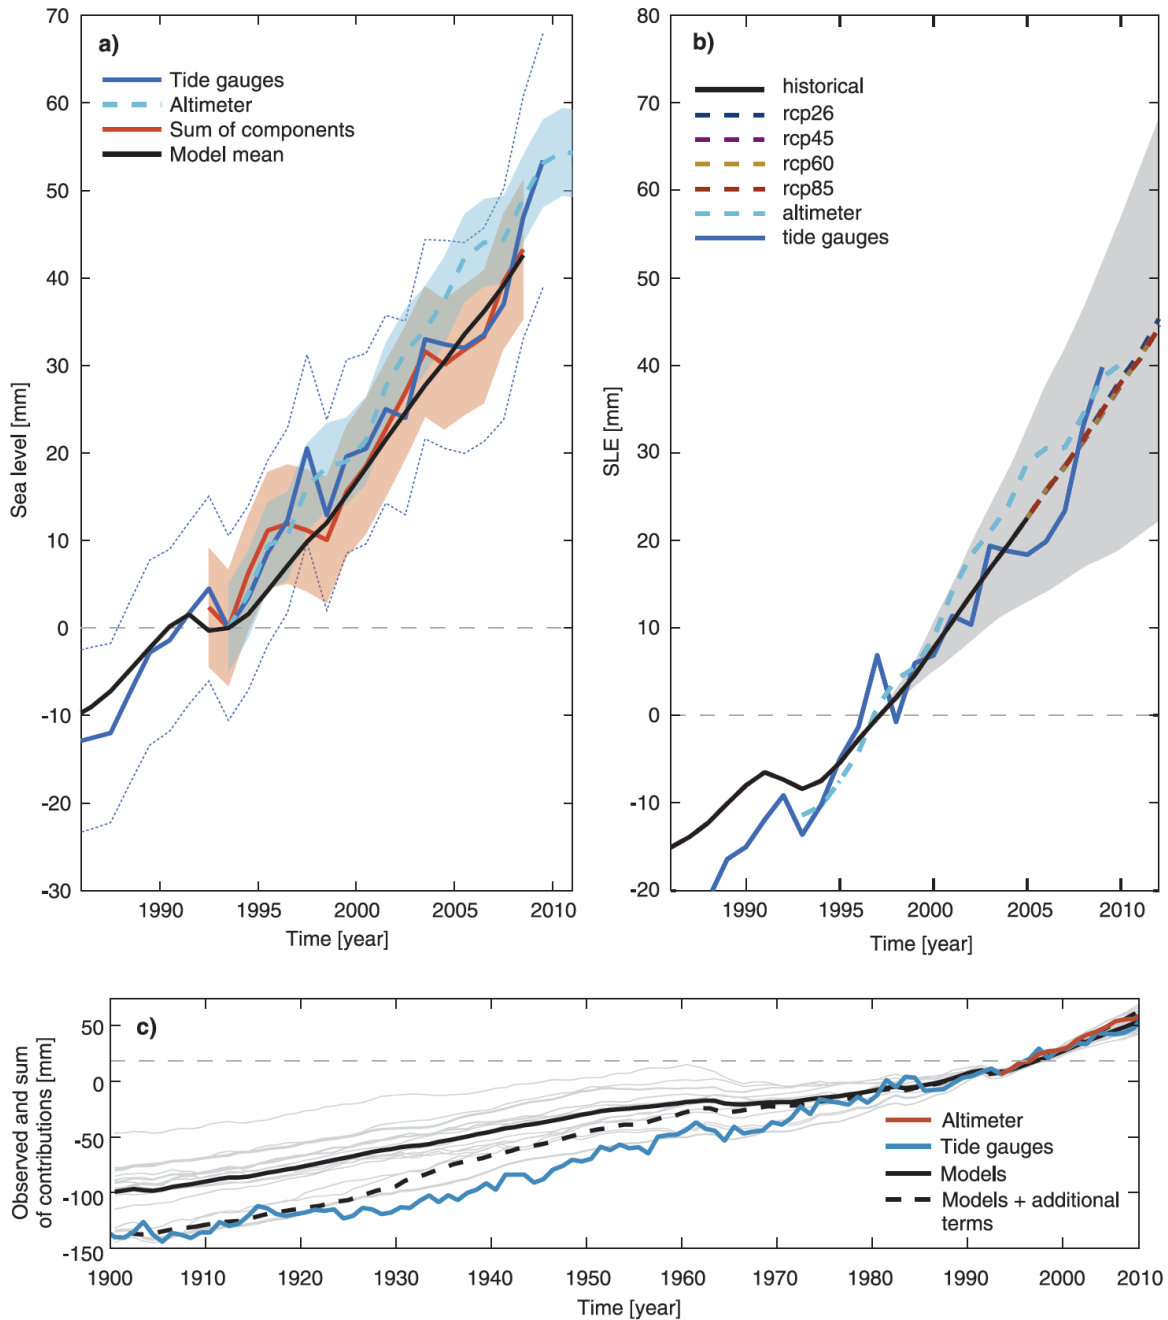 a)
Tide gauges
Altimeter
Sum of components
Model mean
70
60
50
40
30
20
10
0
-10
-20
-30
Sea level [mm]
1990 1995 2000 2005 2010
Time [year]
b)
historical
rcp26
rcp45
rcp60
rcp85
altimeter
tide gauges
80
70
60
50
40
30
20
10
0
-10
-20
SLE [mm]
1990 1995 2000 2005 2010
Time [year]
c)
Observed and sum
of contributions [mm]
50
0
-50
-100
-150
Altimeter
Tide gauges
Models
Models + additional
terms
1900 1910 1920 1930 1940 1950 1960 1970 1980 1990 2000 2010
Time [year]